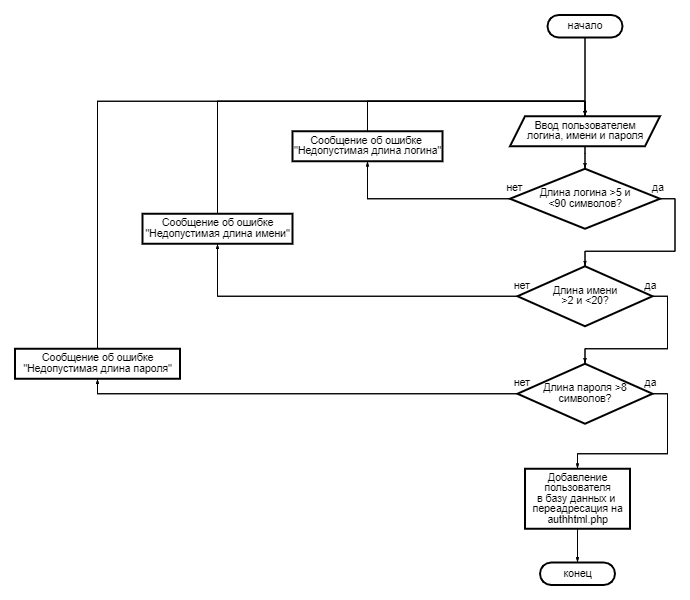 начало
Ввод пользователем
логина, имени и пароля
Сообщение об ошибке
"Недопустимая длина логина"
нет
Длина логина >5 и
<90 символов?
да
Сообщение об ошибке
"Недопустимая длина имени"
нет
Длина имени
>2 и <20?
да
Сообщение об ошибке
"Недопустимая длина пароля"
нет
Длина пароля >8
символов?
да
Добавление
пользователя
в базу данных и
переадресация на
authhtml.php
конец